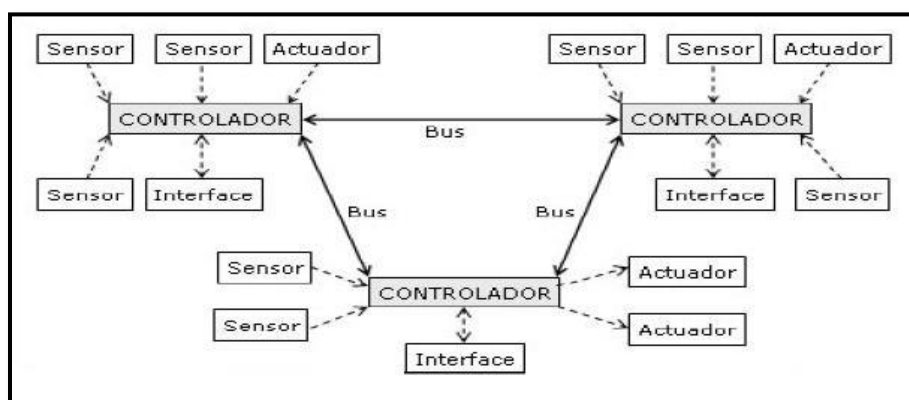 Sensor Sensor Actuador
CONTROLADOR
Sensor Interface
Sensor Sensor Actuador
CONTROLADOR
Interface Sensor
Bus
Bus
Bus
Sensor
Sensor
CONTROLADOR
Interface
Actuador
Actuador